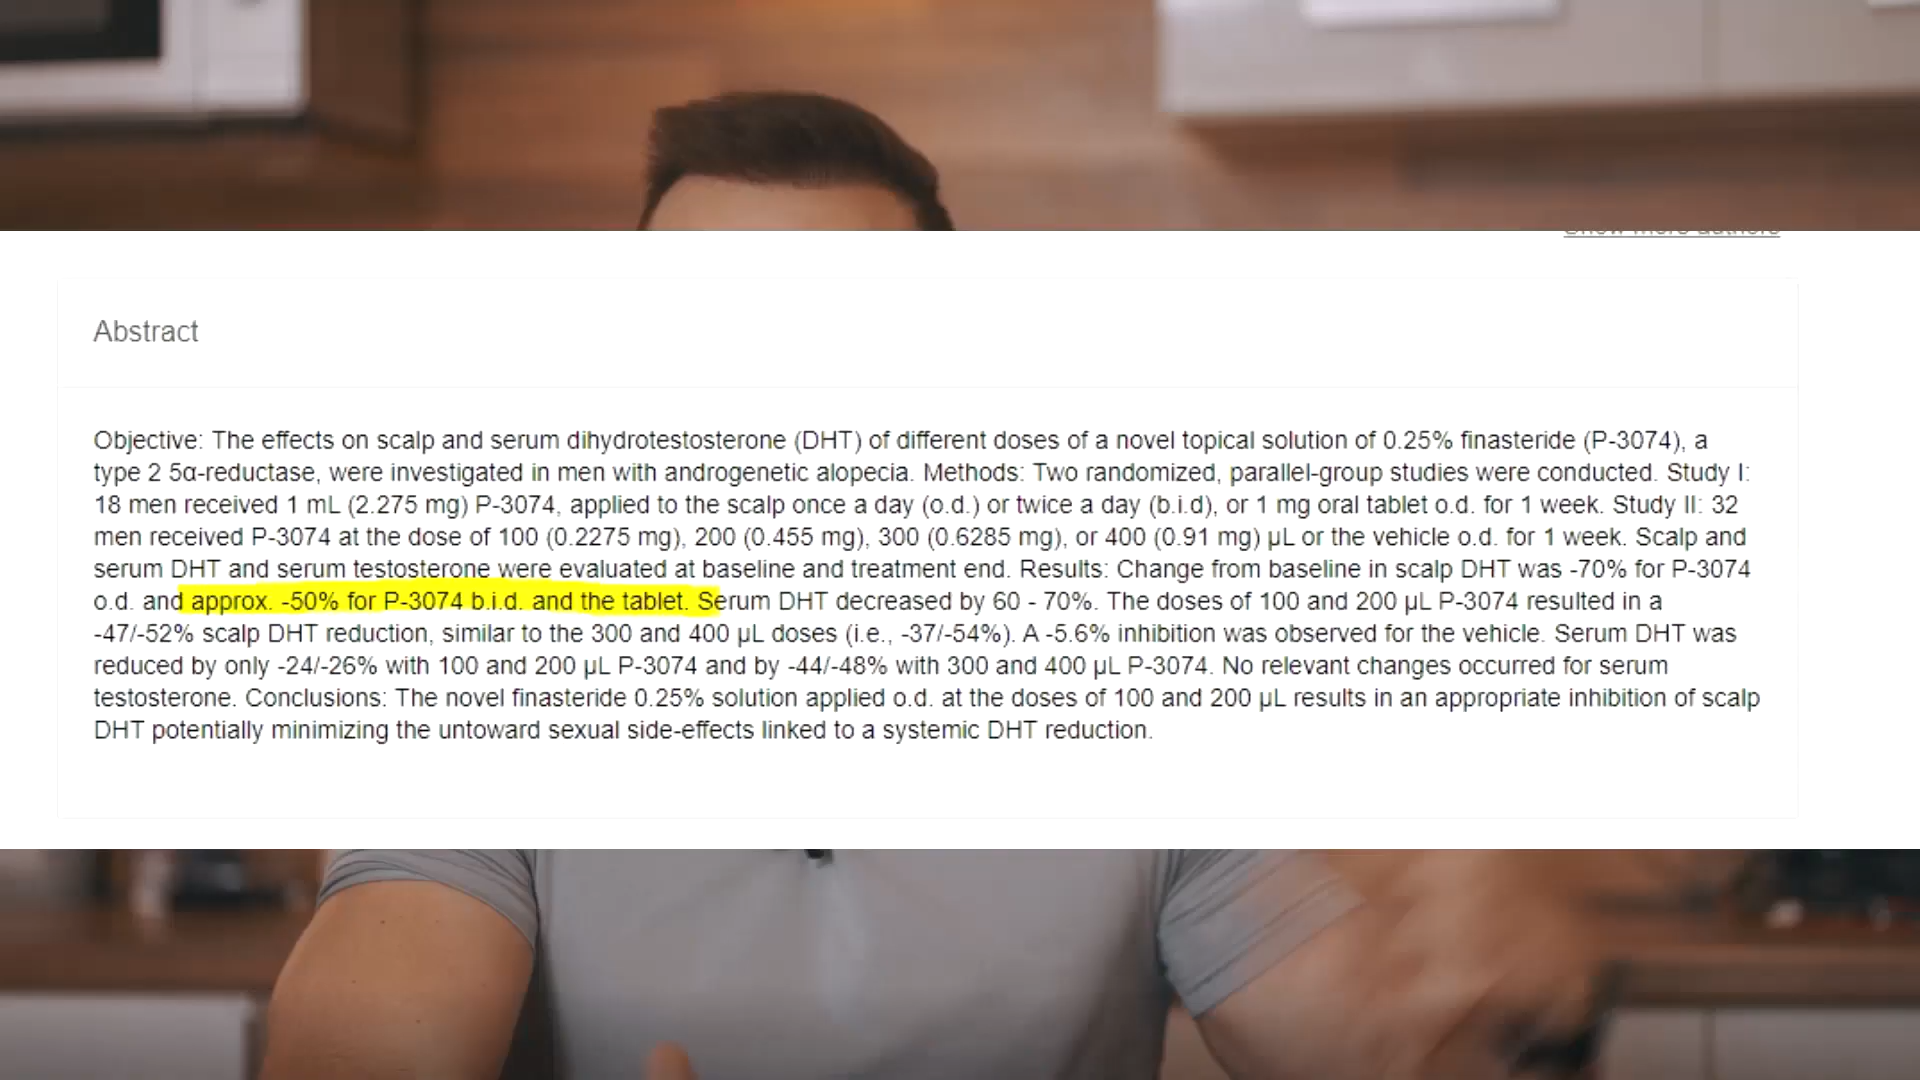 Show more authors
Abstract
Objective: The effects on scalp and serum dihydrotestosterone (DHT) of different doses of a novel topical solution of 0.25% finasteride (P-3074), a
type 2 5α-reductase, were investigated in men with androgenetic alopecia. Methods: Two randomized, parallel-group studies were conducted. Study I:
18 men received 1 mL (2.275 mg) P-3074, applied to the scalp once a day (o.d.) or twice a day (b.i.d), or 1 mg oral tablet o.d. for 1 week. Study II: 32
men received P-3074 at the dose of 100 (0.2275 mg), 200 (0.455 mg), 300 (0.6285 mg), or 400 (0.91 mg) μL or the vehicle o.d. for 1 week. Scalp and
serum DHT and serum testosterone were evaluated at baseline and treatment end. Results: Change from baseline in scalp DHT was -70% for P-3074
o.d. and approx. -50% for P-3074 b.i.d. and the tablet. Serum DHT decreased by 60 - 70%. The doses of 100 and 200 μL P-3074 resulted in a
-47/-52% scalp DHT reduction, similar to the 300 and 400 μL doses (i.e., -37/-54%). A -5.6% inhibition was observed for the vehicle. Serum DHT was
reduced by only -24/-26% with 100 and 200 μL P-3074 and by -44/-48% with 300 and 400 μL P-3074. No relevant changes occurred for serum
testosterone. Conclusions: The novel finasteride 0.25% solution applied o.d. at the doses of 100 and 200 μL results in an appropriate inhibition of scalp
DHT potentially minimizing the untoward sexual side-effects linked to a systemic DHT reduction.